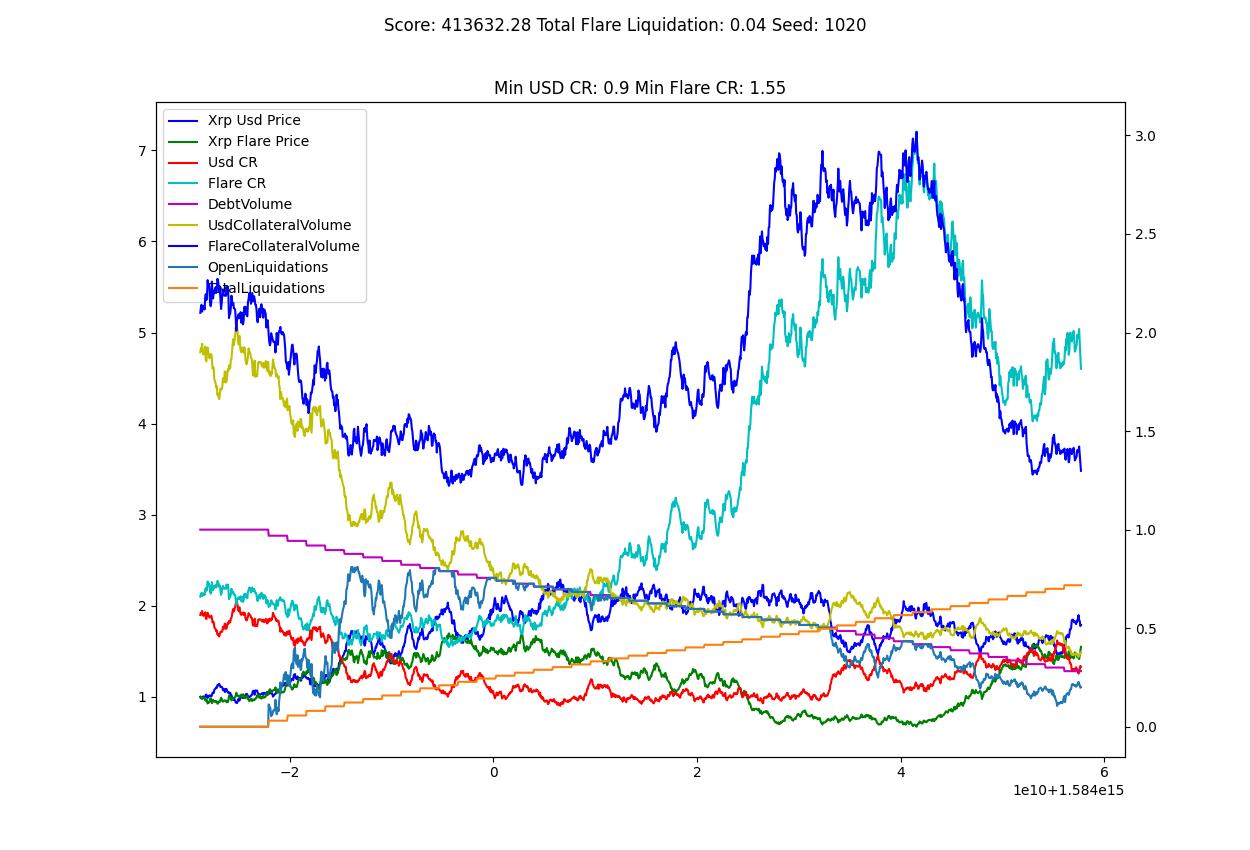 Score: 413632.28 Total Flare Liquidation: 0.04 Seed: 1020
Min USD CR: 0.9 Min Flare CR: 1.55
Xrp Usd Price
Xrp Flare Price
Usd CR
Flare CR
DebtVolume
UsdCollateralVolume
FlareCollateralVolume
OpenLiquidations
TotalLiquidations
7
6
5
4
3
2
1
3.0
2.5
2.0
1.5
1.0
0.5
0.0
−2
0
2
4
6
1e10+1.584e15